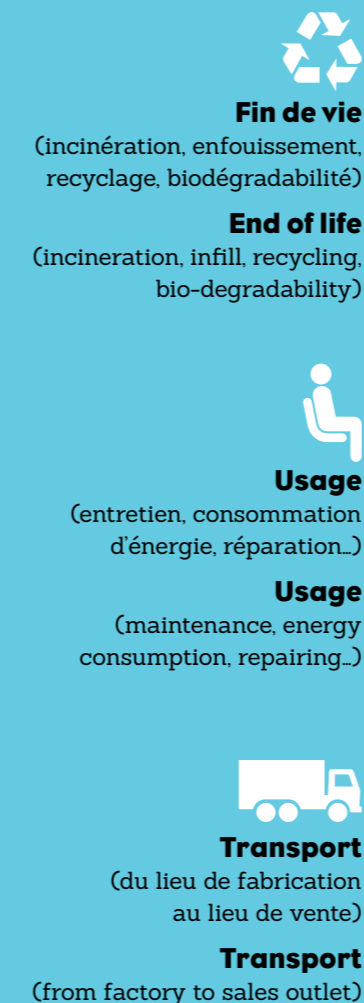 Fin de vie
(incinération, enfouissement,
recyclage, biodégradabilité)
End of life
(incineration, infill, recycling,
bio-degradability)
Usage
(entretien, consommation
d'énergie, réparation...)
Usage
(maintenance, energy
consumption, repairing...)
Transport
(du lieu de fabrication
au lieu de vente)
Transport
(from factory to sales outlet)